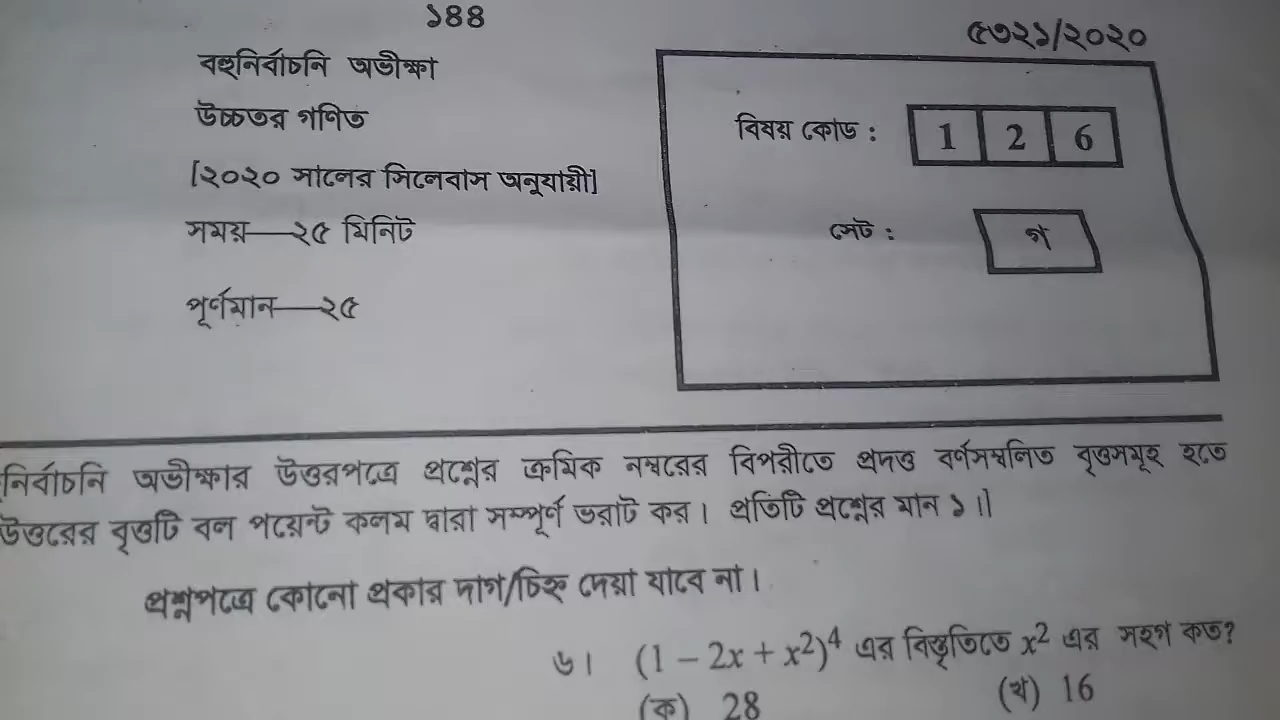 ১৪৪
৫৩২১/২০২০
বহুনির্বাচনি অভীক্ষা
উচ্চতর গণিত
[২০২০ সালের সিলেবাস অনুযায়ী]
সময়—২৫ মিনিট
পূর্ণমান—২৫
বিষয় কোড : 1 2 6
সেট : গ
নির্বাচনি অভীক্ষার উত্তরপত্রে প্রশ্নের ক্রমিক নম্বরের বিপরীতে প্রদত্ত বর্ণসম্বলিত বৃত্তসমূহ হতে
উত্তরের বৃত্তটি বল পয়েন্ট কলম দ্বারা সম্পূর্ণ ভরাট কর। প্রতিটি প্রশ্নের মান ১।]
প্রশ্নপত্রে কোনো প্রকার দাগ/চিহ্ন দেয়া যাবে না।
৬। (1 − 2x + x²)⁴ এর বিস্তৃতিতে x² এর সহগ কত?
(ক) 28 (খ) 16